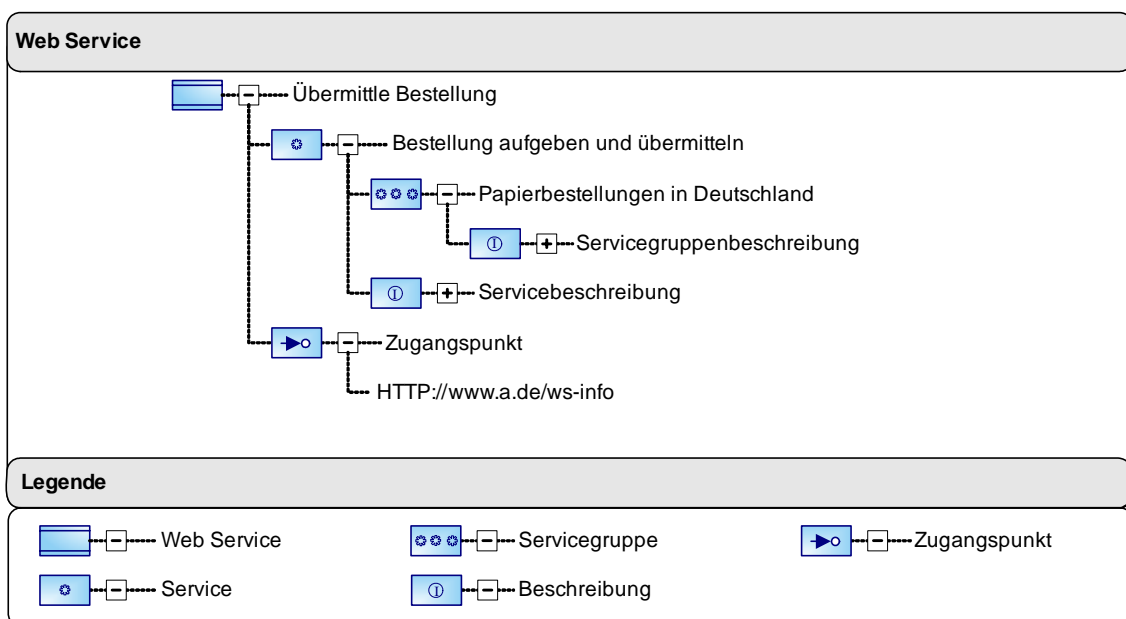 Web Service
Übermittle Bestellung
Bestellung aufgeben und übermitteln
Papierbestellungen in Deutschland
Servicegruppenbeschreibung
Servicebeschreibung
Zugangspunkt
HTTP://www.a.de/ws-info
Legende
Web Service
Servicegruppe
Zugangspunkt
Service
Beschreibung